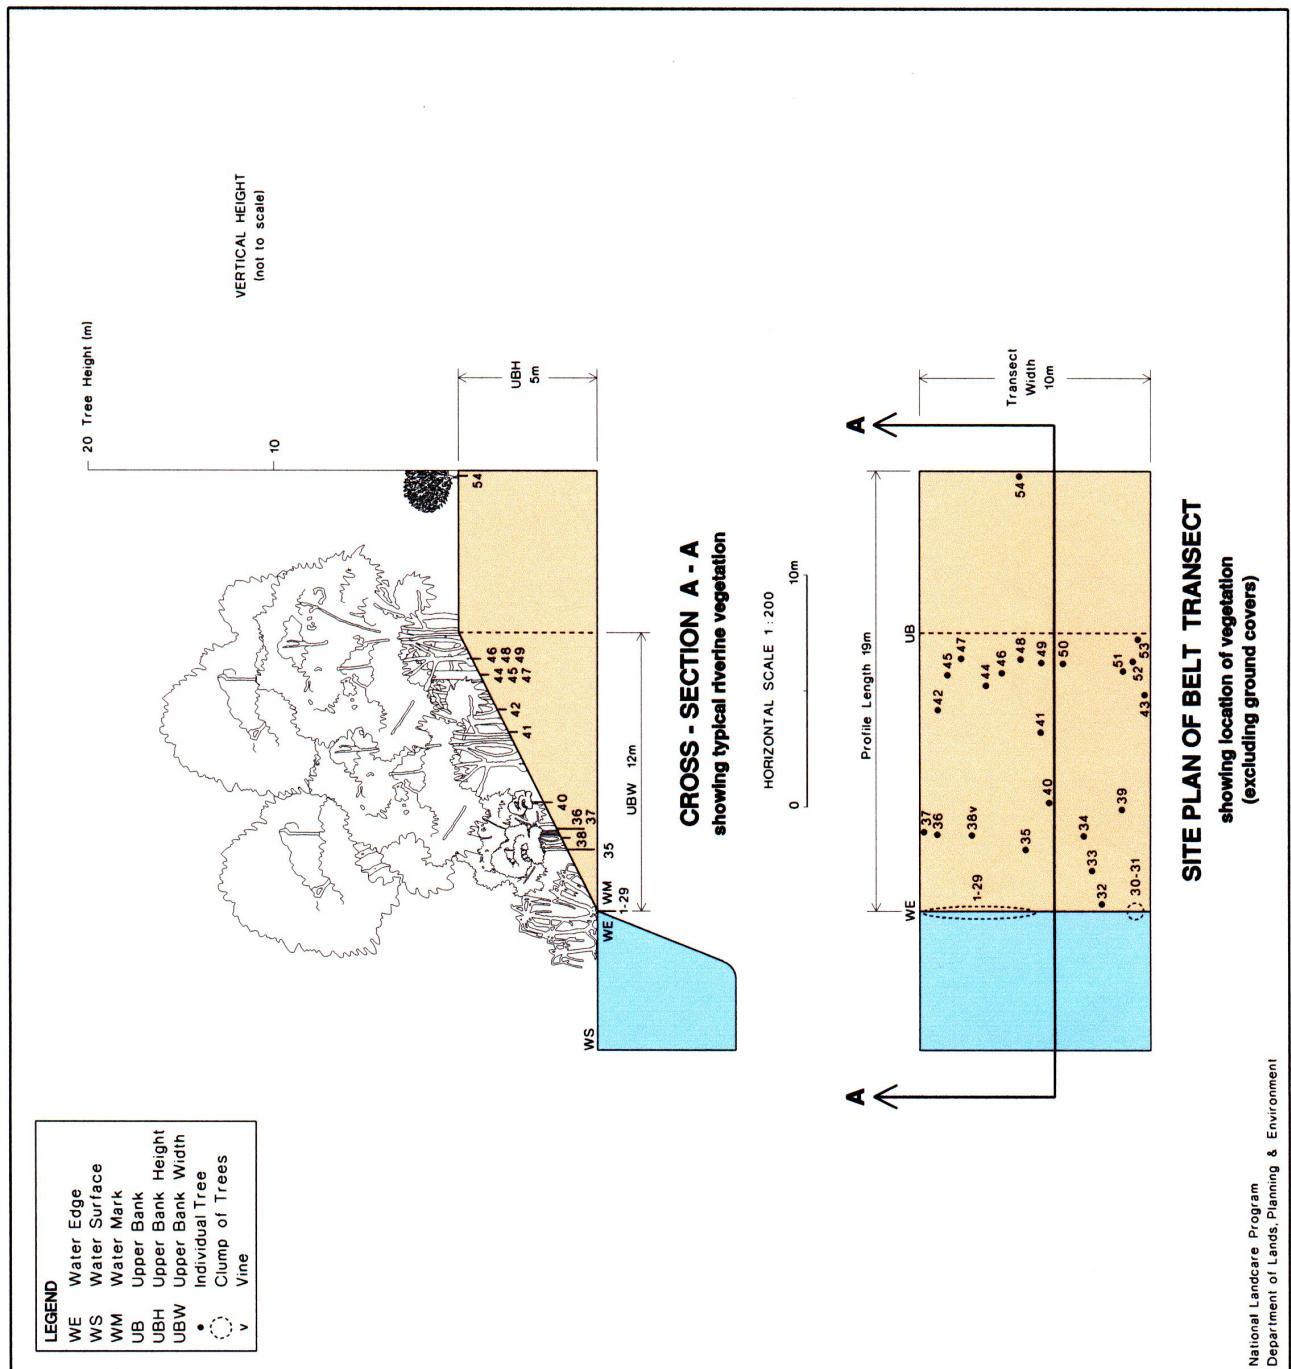 LEGEND
WE Water Edge
WS Water Surface
WM Water Mark
UB Upper Bank
UBH Upper Bank Height
UBW Upper Bank Width
• Individual Tree
Clump of Trees
v Vine
20 Tree Height (m)
10
VERTICAL HEIGHT
(not to scale)
UBH
5m
54
46
48
49
44
45
47
42
41
40
36
37
38
35
WM
1-29
WE
WS
UBW 12m
CROSS - SECTION A - A
showing typical riverine vegetation
HORIZONTAL SCALE 1 : 200
0
10m
Profile Length 19m
A
A
WE
UB
Transect
Width
10m
37
36
38v
35
1-29
34
33
32
30-31
39
40
41
42
45
47
44
46
48
49
50
51
52
53
43
54
SITE PLAN OF BELT TRANSECT
showing location of vegetation
(excluding ground covers)
National Landcare Program
Department of Lands, Planning & Environment